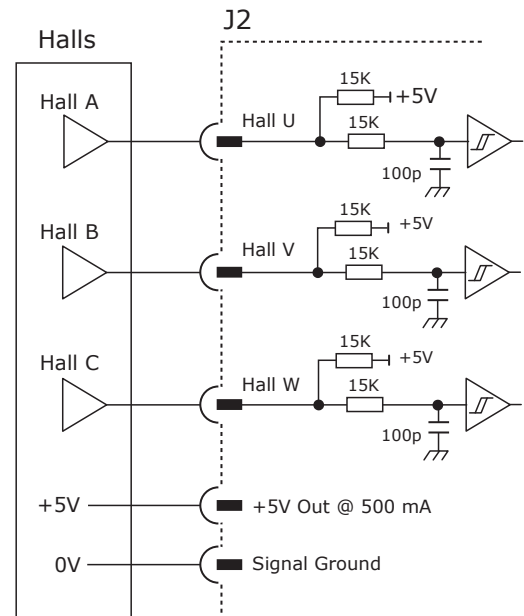 J2
Halls
15K
Hall A
+5V
Hall U
15K
100p
15K
Hall B
+5V
Hall V
15K
100p
15K
Hall C
+5V
Hall W
15K
100p
+5V
+5V Out @ 500 mA
0V
Signal Ground